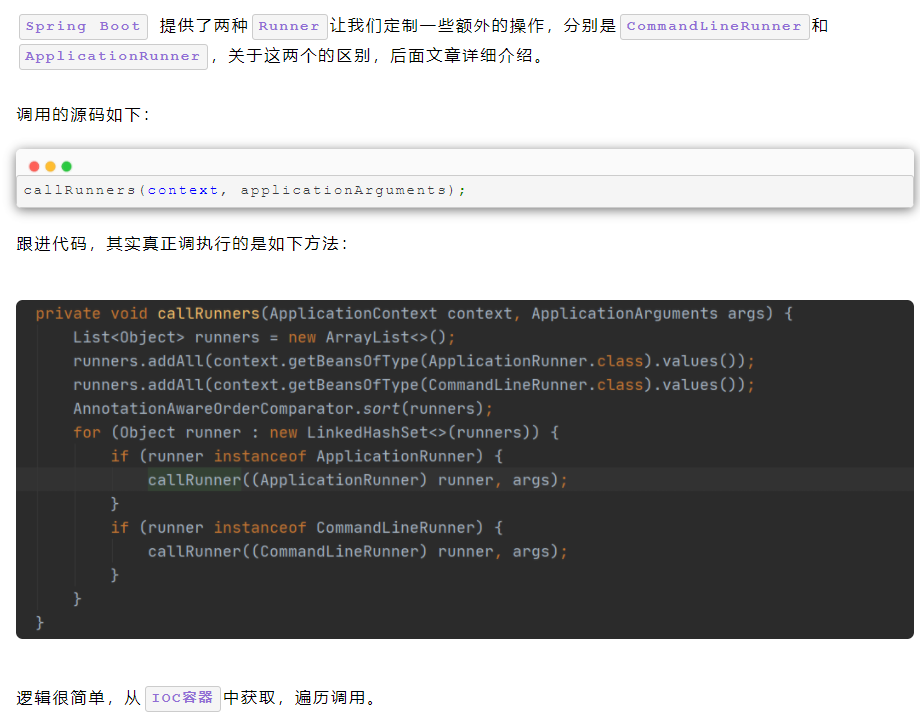 Spring Boot 提供了两种 Runner 让我们定制一些额外的操作，分别是 CommandLineRunner 和
ApplicationRunner ，关于这两个的区别，后面文章详细介绍。
调用的源码如下：
callRunners(context, applicationArguments);
跟进代码，其实真正调执行的是如下方法：
private void callRunners(ApplicationContext context, ApplicationArguments args) {
List<Object> runners = new ArrayList<>();
runners.addAll(context.getBeansOfType(ApplicationRunner.class).values());
runners.addAll(context.getBeansOfType(CommandLineRunner.class).values());
AnnotationAwareOrderComparator.sort(runners);
for (Object runner : new LinkedHashSet<>(runners)) {
if (runner instanceof ApplicationRunner) {
callRunner((ApplicationRunner) runner, args);
}
if (runner instanceof CommandLineRunner) {
callRunner((CommandLineRunner) runner, args);
}
}
}
逻辑很简单，从 IOC容器 中获取，遍历调用。